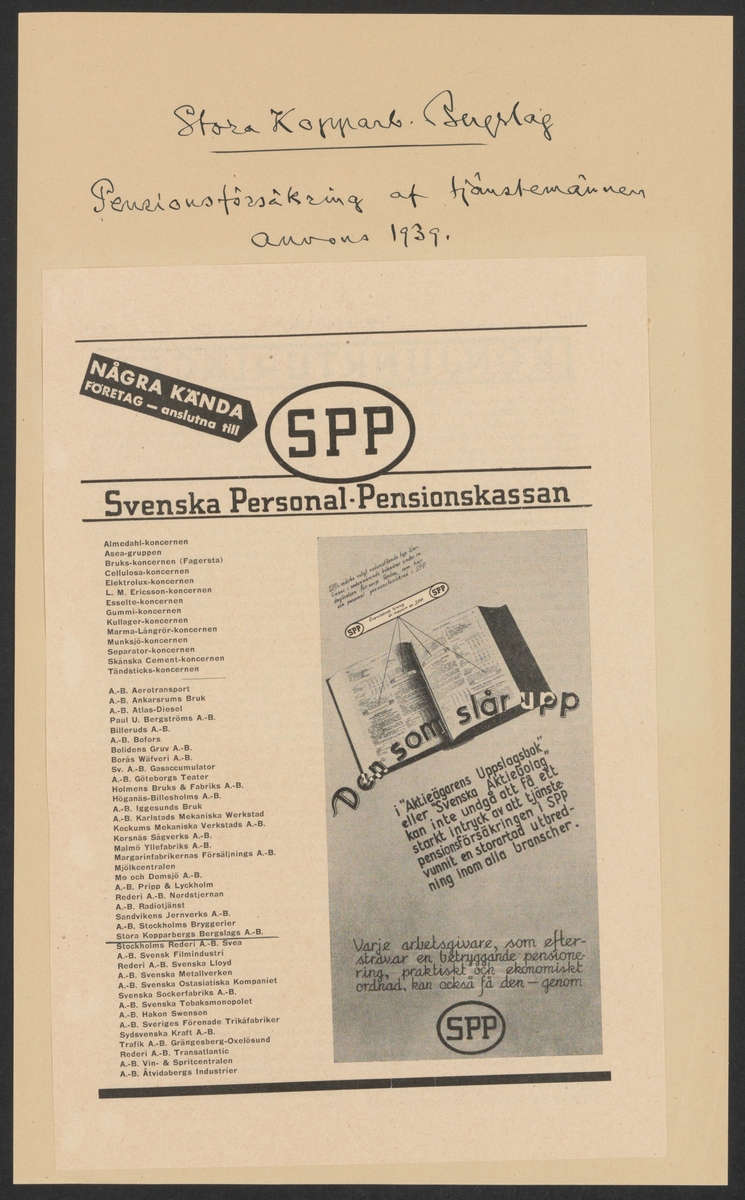 Stora Kopparb. Bergslag
Pensionsförsäkring af tjänstemännen
annons 1939.
NÅGRA KÄNDA
FÖRETAG — anslutna till
SPP
Svenska Personal-Pensionskassan
Almedahl-koncernen
Asea-gruppen
Bruks-koncernen (Fagersta)
Cellulosa-koncernen
Elektrolux-koncernen
L. M. Ericsson-koncernen
Esselte-koncernen
Gummi-koncernen
Kullager-koncernen
Marma-Långrör-koncernen
Munksjö-koncernen
Separator-koncernen
Skånska Cement-koncernen
Tändsticks-koncernen
A.-B. Aerotransport
A.-B. Ankarsrums Bruk
A.-B. Atlas-Diesel
Paul U. Bergströms A.-B.
Billeruds A.-B.
A.-B. Bofors
Bolidens Gruv A.-B.
Borås Wäfveri A.-B.
Sv. A.-B. Gasaccumulator
A.-B. Göteborgs Teater
Holmens Bruks & Fabriks A.-B.
Höganäs-Billesholms A.-B.
A.-B. Iggesunds Bruk
A.-B. Karlstads Mekaniska Werkstad
Kockums Mekaniska Verkstads A.-B.
Korsnäs Sågverks A.-B.
Malmö Yllefabriks A.-B.
Margarinfabrikernas Försäljnings A.-B.
Mjölkcentralen
Mo och Domsjö A.-B.
A.-B. Pripp & Lyckholm
Rederi A.-B. Nordstjernan
A.-B. Radiotjänst
Sandvikens Jernverks A.-B.
A.-B. Stockholms Bryggerier
Stora Kopparbergs Bergslags A.-B.
Stockholms Rederi A.-B. Svea
A.-B. Svensk Filmindustri
Rederi A.-B. Svenska Lloyd
A.-B. Svenska Metallverken
A.-B. Svenska Ostasiatiska Kompaniet
Svenska Sockerfabriks A.-B.
A.-B. Svenska Tobaksmonopolet
A.-B. Hakon Swenson
A.-B. Sveriges Förenade Trikåfabriker
Sydsvenska Kraft A.-B.
Trafik A.-B. Grängesberg-Oxelösund
Rederi A.-B. Transatlantic
A.-B. Vin- & Spritcentralen
A.-B. Åtvidabergs Industrier
SPP
SPP
Den som slår upp
i "Aktieägarens Uppslagsbok"
eller "Svenska Aktiebolag"
kan inte undgå att få ett
starkt intryck av att tjänste-
pensionsförsäkringen i SPP
vunnit en storartad utbred-
ning inom alla branscher.
Varje arbetsgivare, som efter-
strävar en betryggande pensione-
ring, praktiskt och ekonomiskt
ordnad, kan också få den — genom
SPP